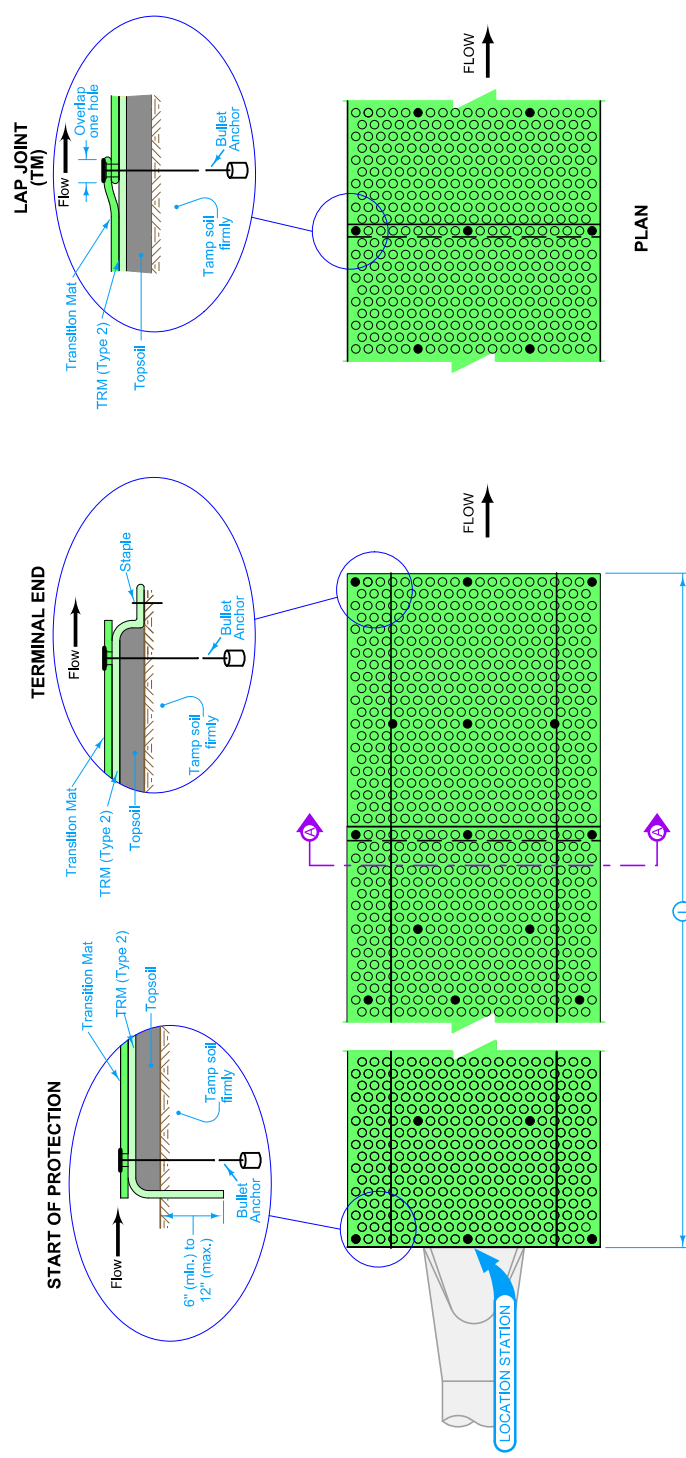 START OF PROTECTION
Flow
Transition Mat
TRM (Type 2)
Topsoil
Tamp soil
firmly
Bullet
Anchor
6" (min.) to
12" (max.)
TERMINAL END
Flow
Transition Mat
TRM (Type 2)
Topsoil
Staple
Bullet
Anchor
Tamp soil
firmly
LAP JOINT
(TM)
Flow
Overlap
one hole
Transition Mat
TRM (Type 2)
Topsoil
Bullet
Anchor
Tamp soil
firmly
LOCATION STATION
A
A
FLOW
FLOW
1
PLAN